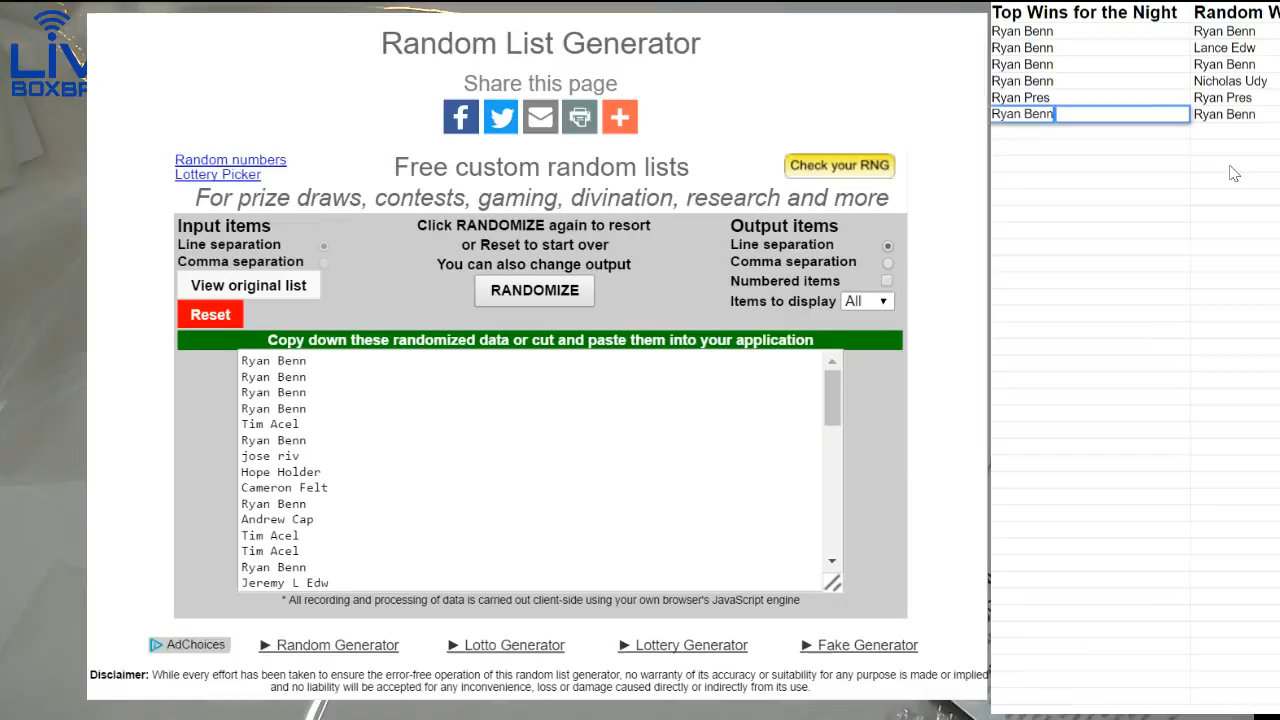 LIV
BOXBR
Random List Generator
Share this page
Random numbers
Lottery Picker
Free custom random lists
Check your RNG
For prize draws, contests, gaming, divination, research and more
Input items
Line separation
Comma separation
View original list
Reset
Click RANDOMIZE again to resort
or Reset to start over
You can also change output
RANDOMIZE
Output items
Line separation
Comma separation
Numbered items
Items to display All
Copy down these randomized data or cut and paste them into your application
Ryan Benn
Ryan Benn
Ryan Benn
Ryan Benn
Tim Acel
Ryan Benn
jose riv
Hope Holder
Cameron Felt
Ryan Benn
Andrew Cap
Tim Acel
Tim Acel
Ryan Benn
Jeremy L Edw
* All recording and processing of data is carried out client-side using your own browser's JavaScript engine
AdChoices
Random Generator
Lotto Generator
Lottery Generator
Fake Generator
Disclaimer: While every effort has been taken to ensure the error-free operation of this random list generator, no warranty of its accuracy or suitability for any purpose is made or implied
and no liability will be accepted for any inconvenience, loss or damage caused directly or indirectly from its use.
Top Wins for the Night Random W
Ryan Benn Ryan Benn
Ryan Benn Lance Edw
Ryan Benn Ryan Benn
Ryan Benn Nicholas Udy
Ryan Pres Ryan Pres
Ryan Benn Ryan Benn